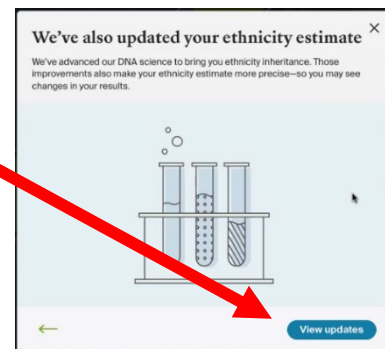 We've also updated your ethnicity estimate
We've advanced our DNA science to bring you ethnicity inheritance. Those
improvements also make your ethnicity estimate more precise—so you may see
changes in your results.
View updates